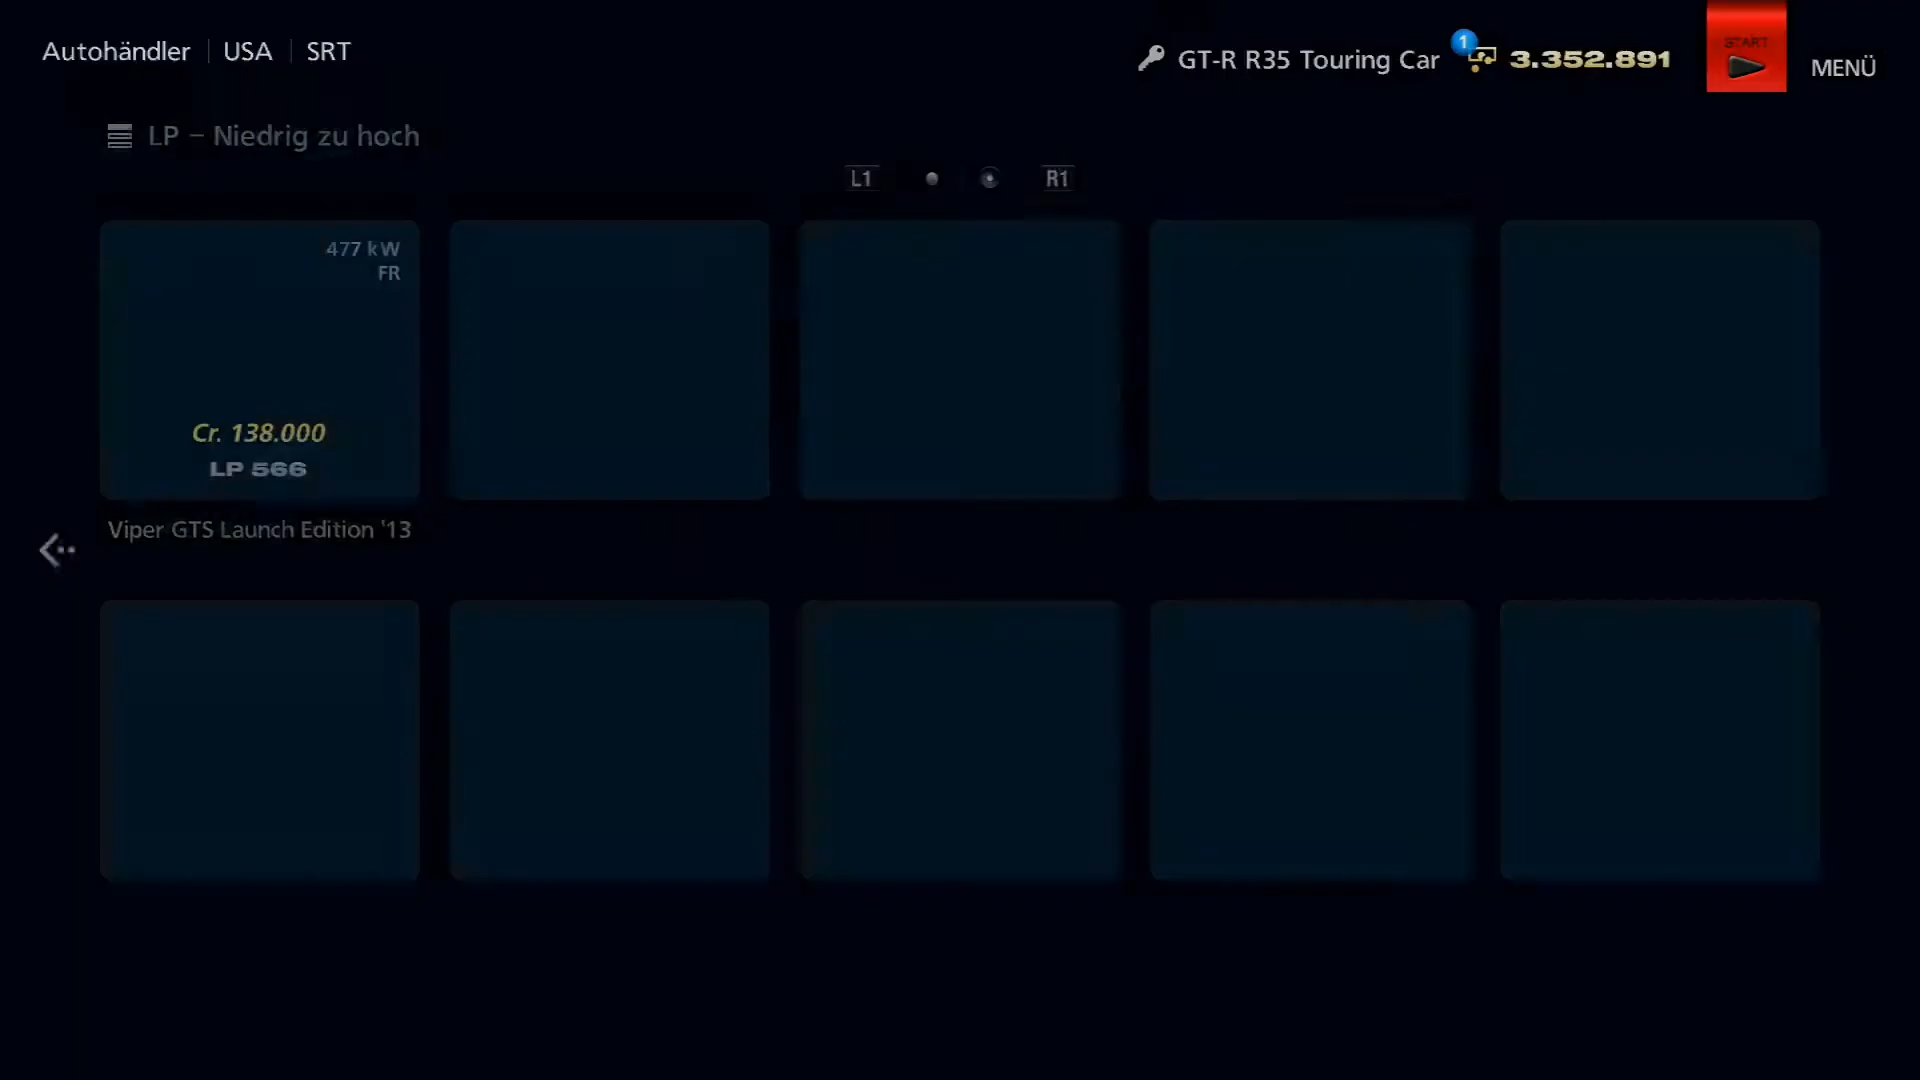 Autohändler | USA | SRT
GT-R R35 Touring Car
1
3.352.891
START
MENÜ
LP – Niedrig zu hoch
L1
R1
477 kW
FR
Cr. 138.000
LP 566
Viper GTS Launch Edition '13